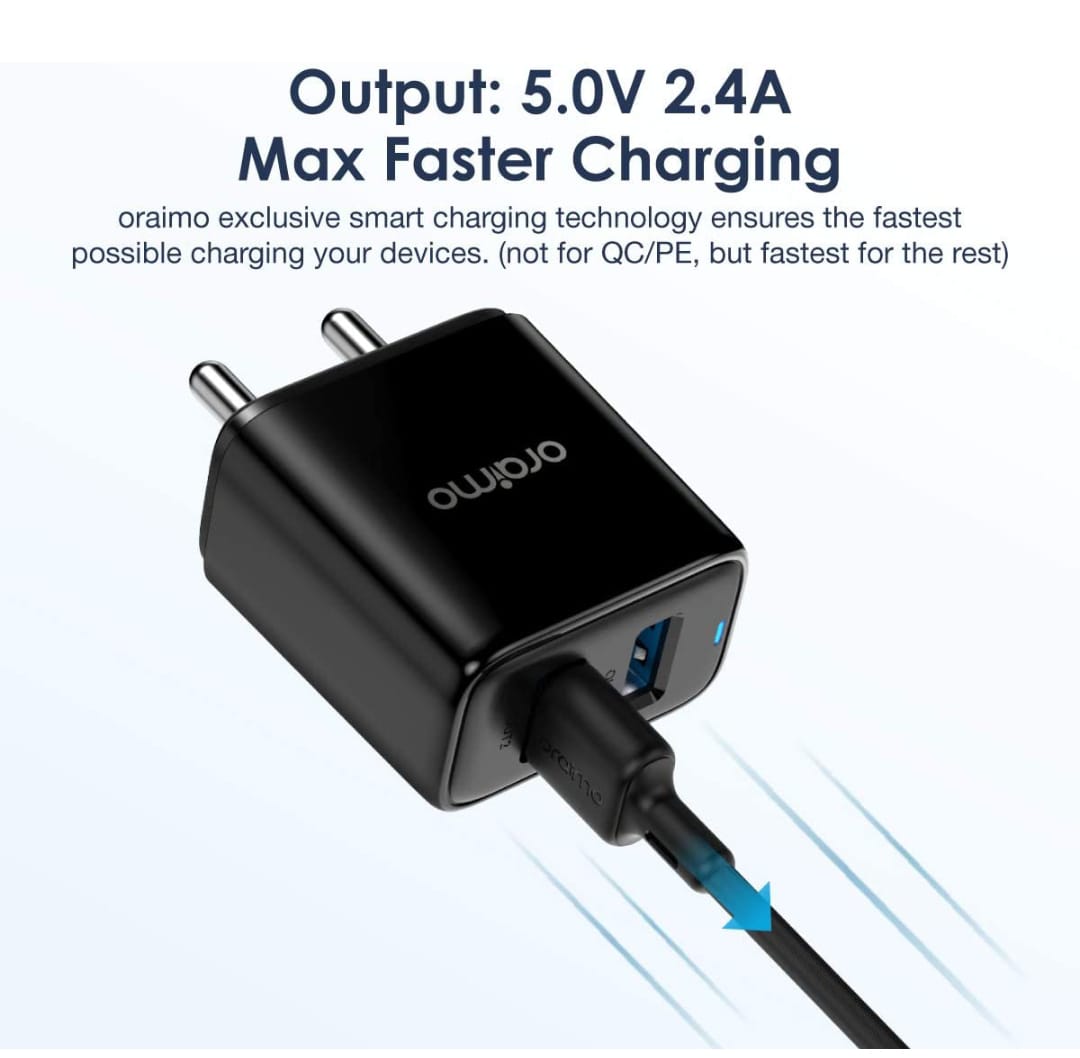 Output: 5.0V 2.4A
Max Faster Charging
oraimo exclusive smart charging technology ensures the fastest
possible charging your devices. (not for QC/PE, but fastest for the rest)
oraimo
oraimo